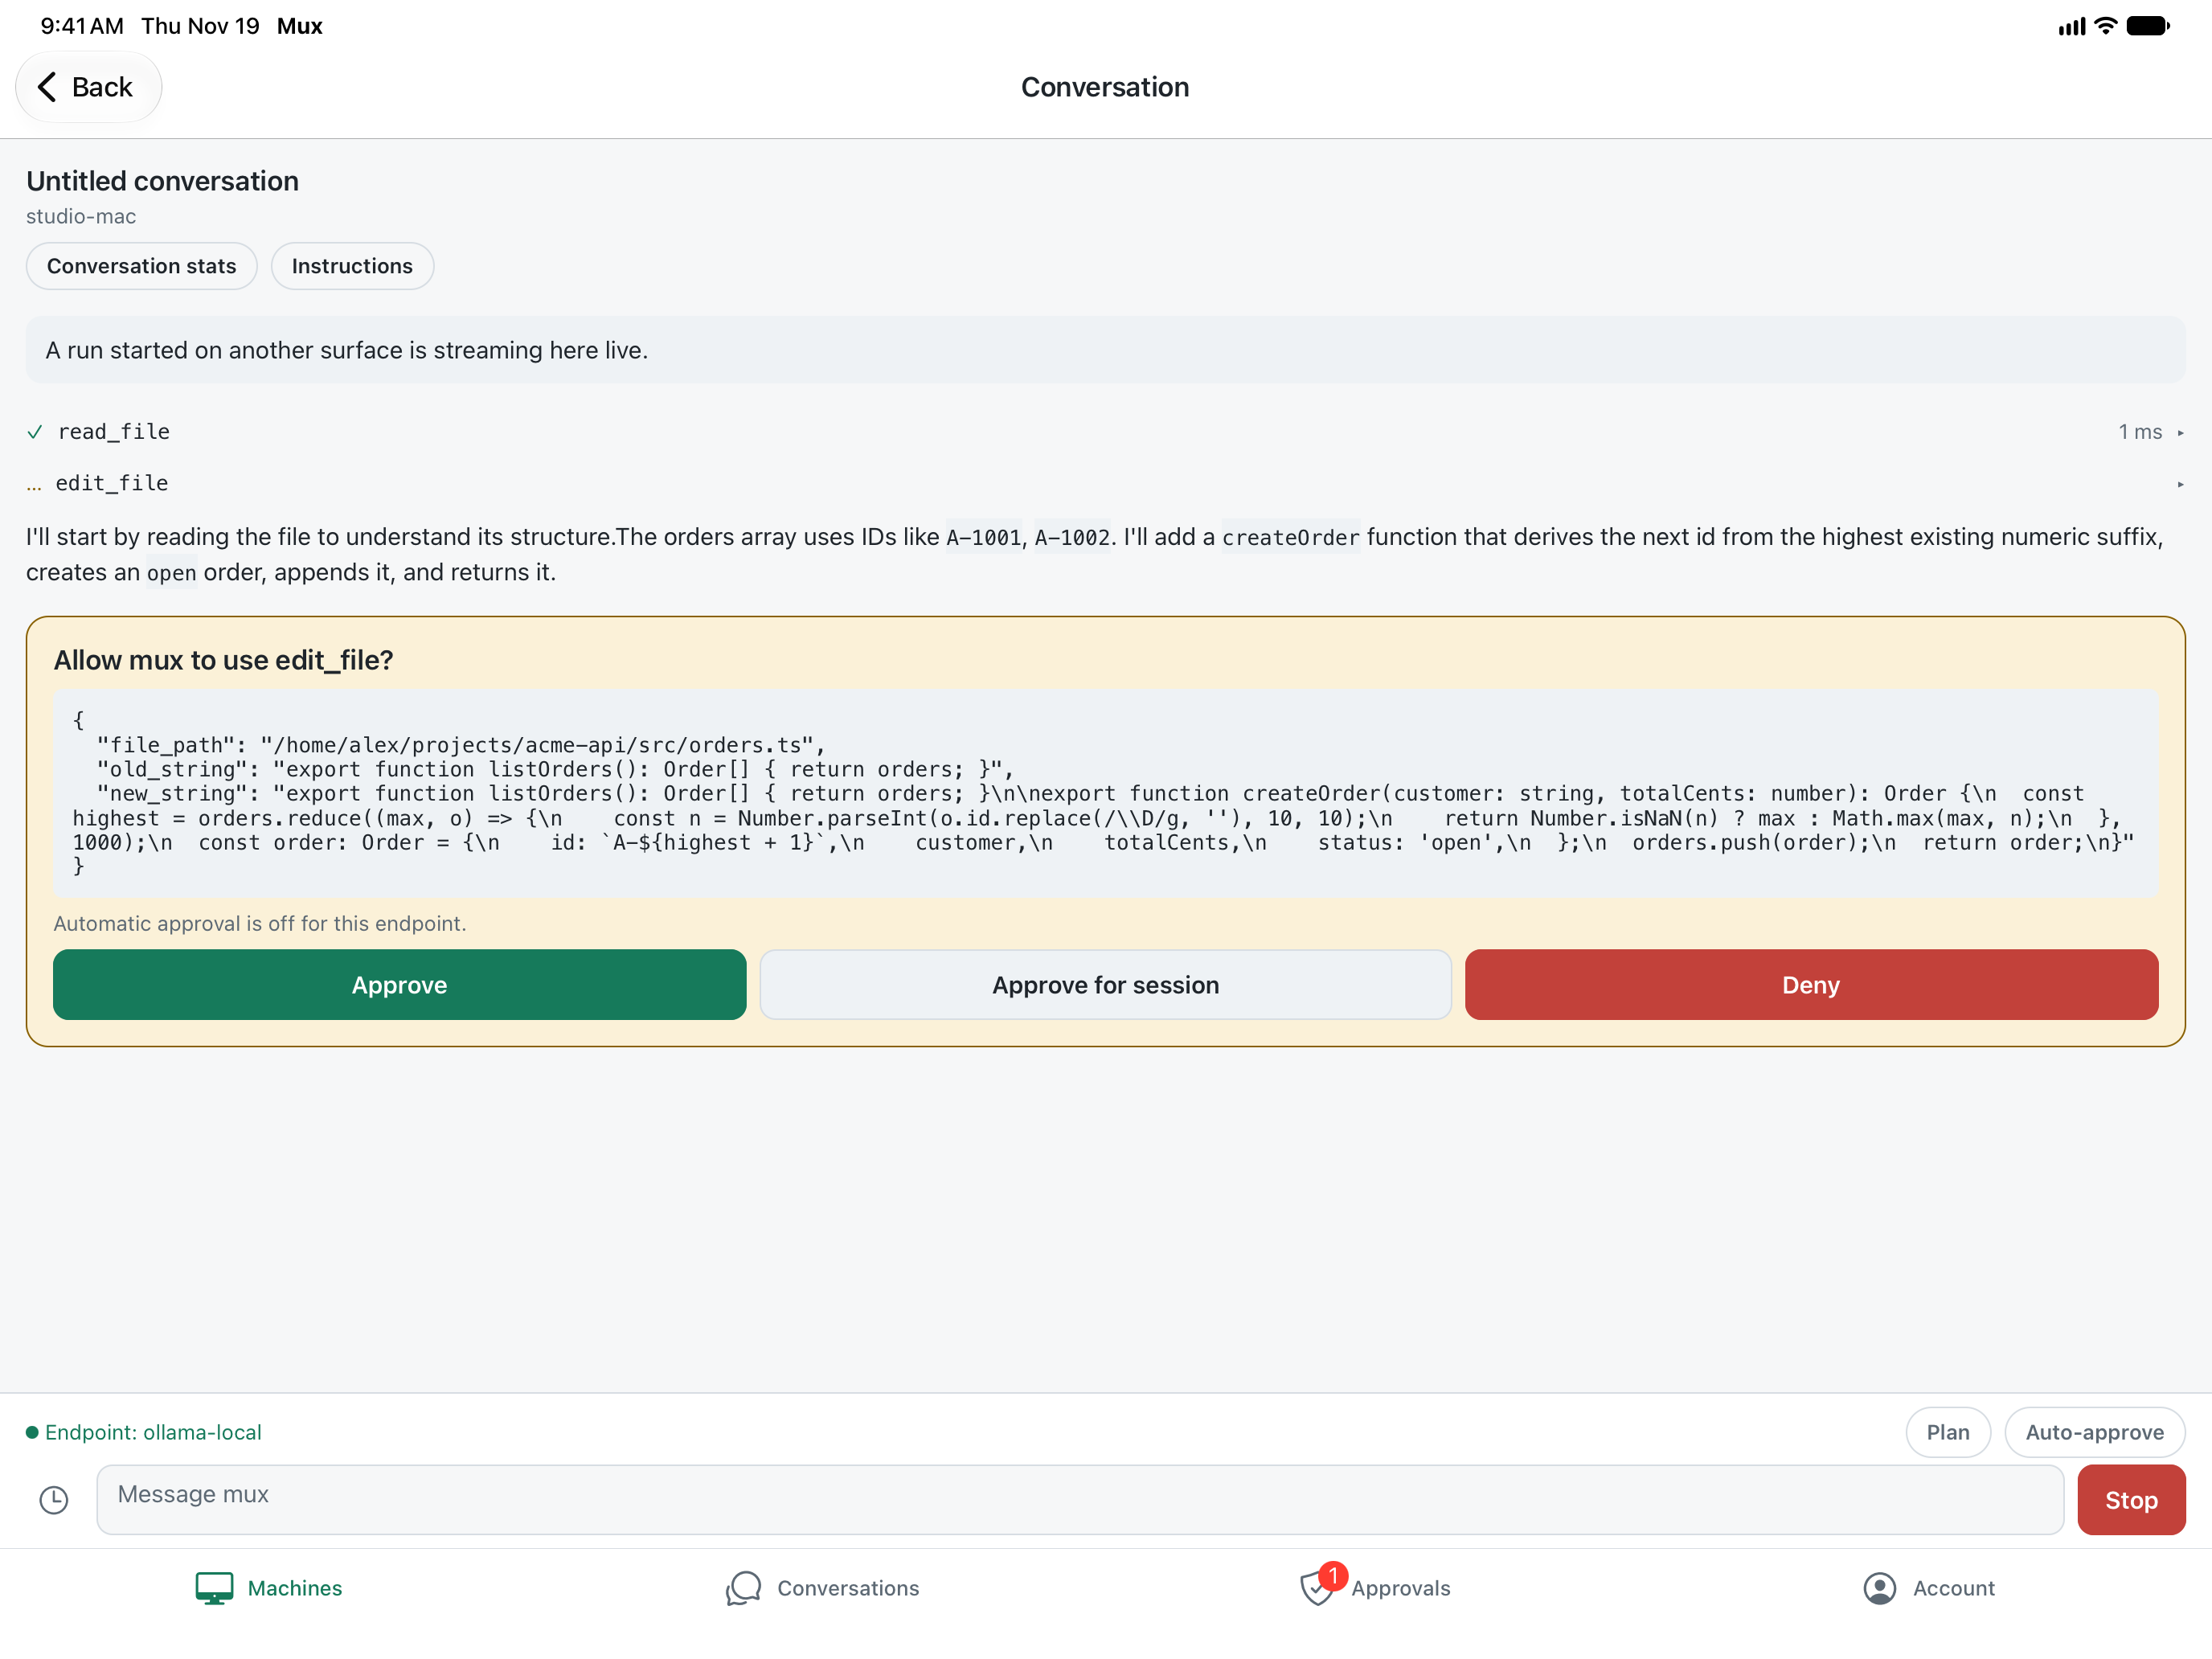 9:41 AM Thu Nov 19 Mux
Back
Conversation
Untitled conversation
studio-mac
Conversation stats
Instructions
A run started on another surface is streaming here live.
✓ read_file
1 ms ▸
... edit_file
▸
I'll start by reading the file to understand its structure.The orders array uses IDs like A-1001, A-1002. I'll add a createOrder function that derives the next id from the highest existing numeric suffix,
creates an open order, appends it, and returns it.
Allow mux to use edit_file?
{
  "file_path": "/home/alex/projects/acme-api/src/orders.ts",
  "old_string": "export function listOrders(): Order[] { return orders; }",
  "new_string": "export function listOrders(): Order[] { return orders; }\n\nexport function createOrder(customer: string, totalCents: number): Order {\n  const
highest = orders.reduce((max, o) => {\n    const n = Number.parseInt(o.id.replace(/\\D/g, ''), 10, 10);\n    return Number.isNaN(n) ? max : Math.max(max, n);\n  },
1000);\n  const order: Order = {\n    id: `A-${highest + 1}`,\n    customer,\n    totalCents,\n    status: 'open',\n  };\n  orders.push(order);\n  return order;\n}"
}
Automatic approval is off for this endpoint.
Approve
Approve for session
Deny
Endpoint: ollama-local
Plan
Auto-approve
Message mux
Stop
Machines
Conversations
1
Approvals
Account